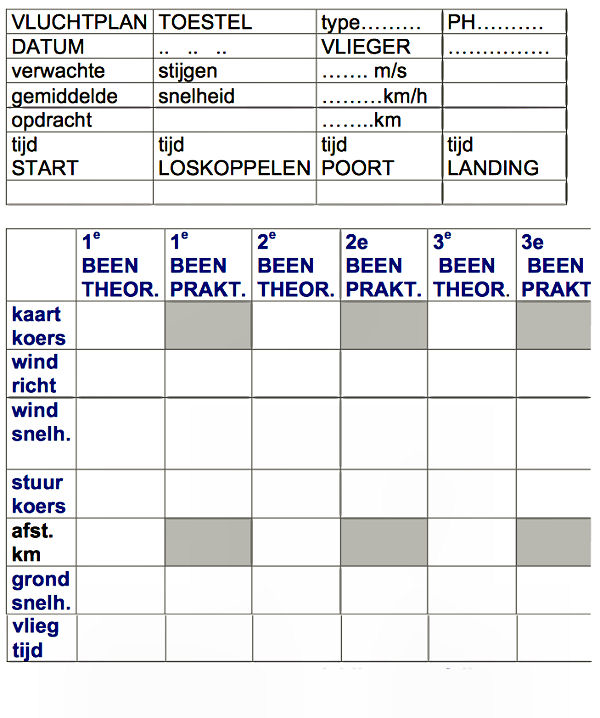 VLUCHTPLAN TOESTEL type……… PH……….
DATUM .. .. .. VLIEGER ……………
verwachte stijgen ……. m/s
gemiddelde snelheid ………km/h
opdracht ……..km
tijd tijd tijd tijd
START LOSKOPPELEN POORT LANDING
1e 1e 2e 2e 3e 3e
BEEN BEEN BEEN BEEN BEEN BEEN
THEOR. PRAKT. THEOR. PRAKT. THEOR. PRAKT
kaart
koers
wind
richt
wind
snelh.
stuur
koers
afst.
km
grond
snelh.
vlieg
tijd